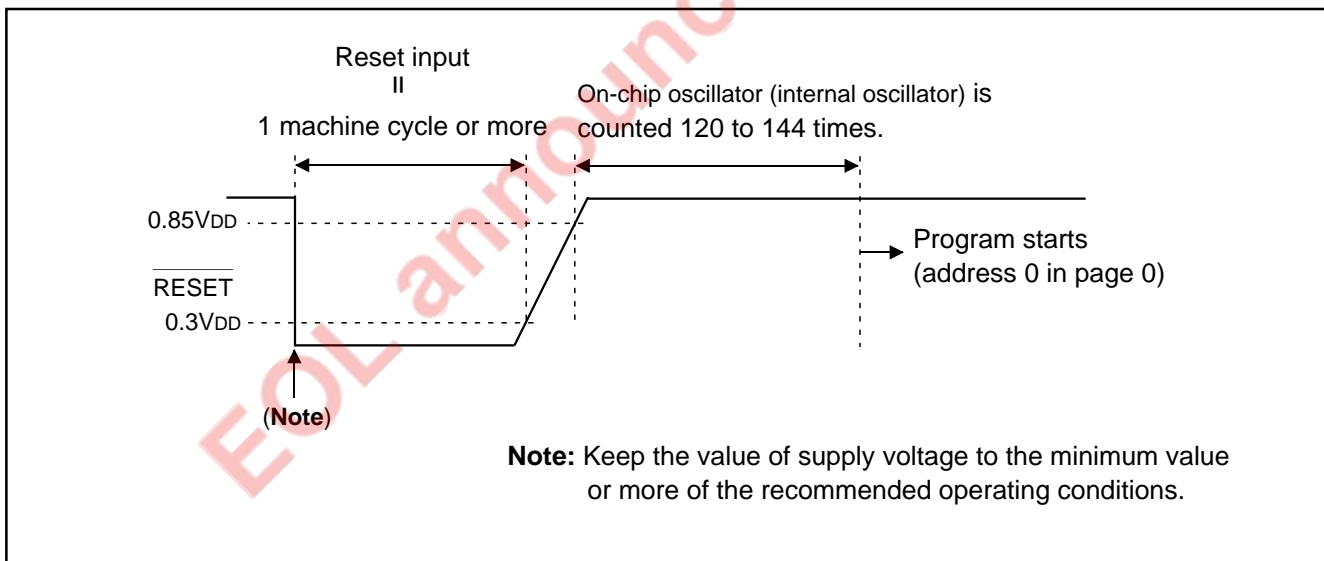 Reset input
=
1 machine cycle or more
On-chip oscillator (internal oscillator) is
counted 120 to 144 times.
0.85VDD
RESET
0.3VDD
Program starts
(address 0 in page 0)
(Note)
Note: Keep the value of supply voltage to the minimum value
or more of the recommended operating conditions.
EOL announc